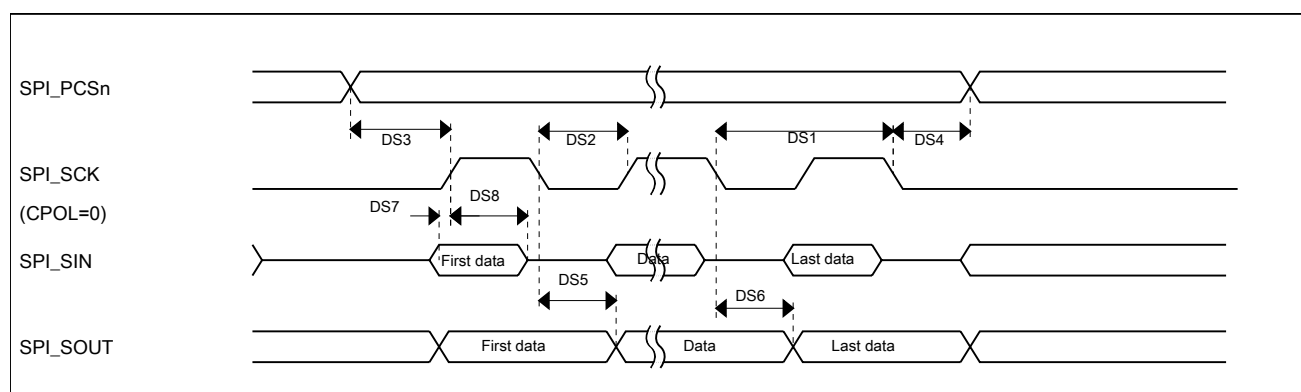 SPI_PCSn
DS3
DS2
DS1
DS4
SPI_SCK
(CPOL=0)
DS7
DS8
SPI_SIN
First data
Data
Last data
DS5
DS6
SPI_SOUT
First data
Data
Last data